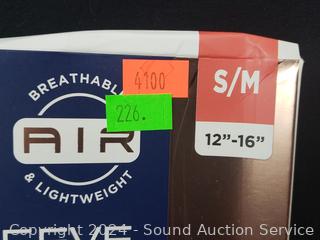 BREATHABLE
AIR
& LIGHTWEIGHT
4100
226.
S/M
12”-16”
Copyright 2024 - Sound Auction Service